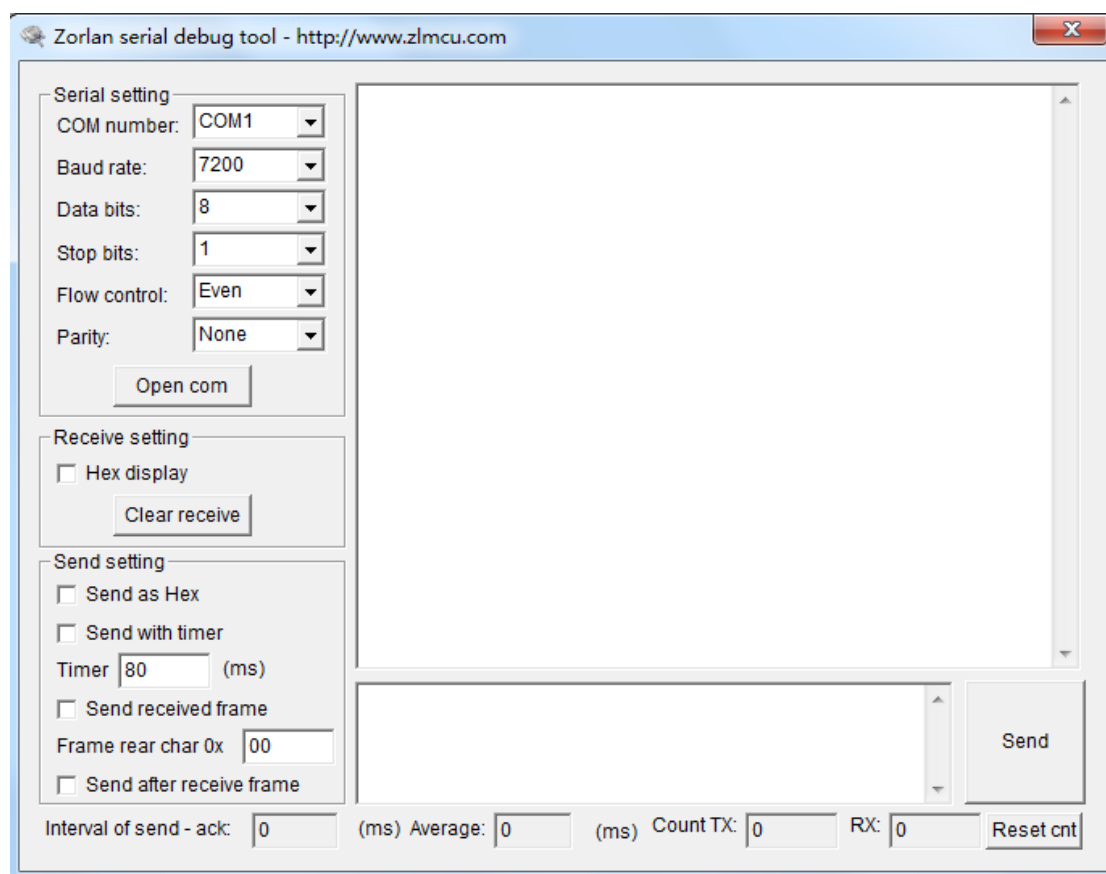 Zorlan serial debug tool - http://www.zlmcu.com
Serial setting
COM number: COM1
Baud rate: 7200
Data bits: 8
Stop bits: 1
Flow control: Even
Parity: None
Open com
Receive setting
Hex display
Clear receive
Send setting
Send as Hex
Send with timer
Timer 80 (ms)
Send received frame
Frame rear char 0x 00
Send after receive frame
Send
Interval of send - ack: 0 (ms) Average: 0 (ms) Count TX: 0 RX: 0 Reset cnt